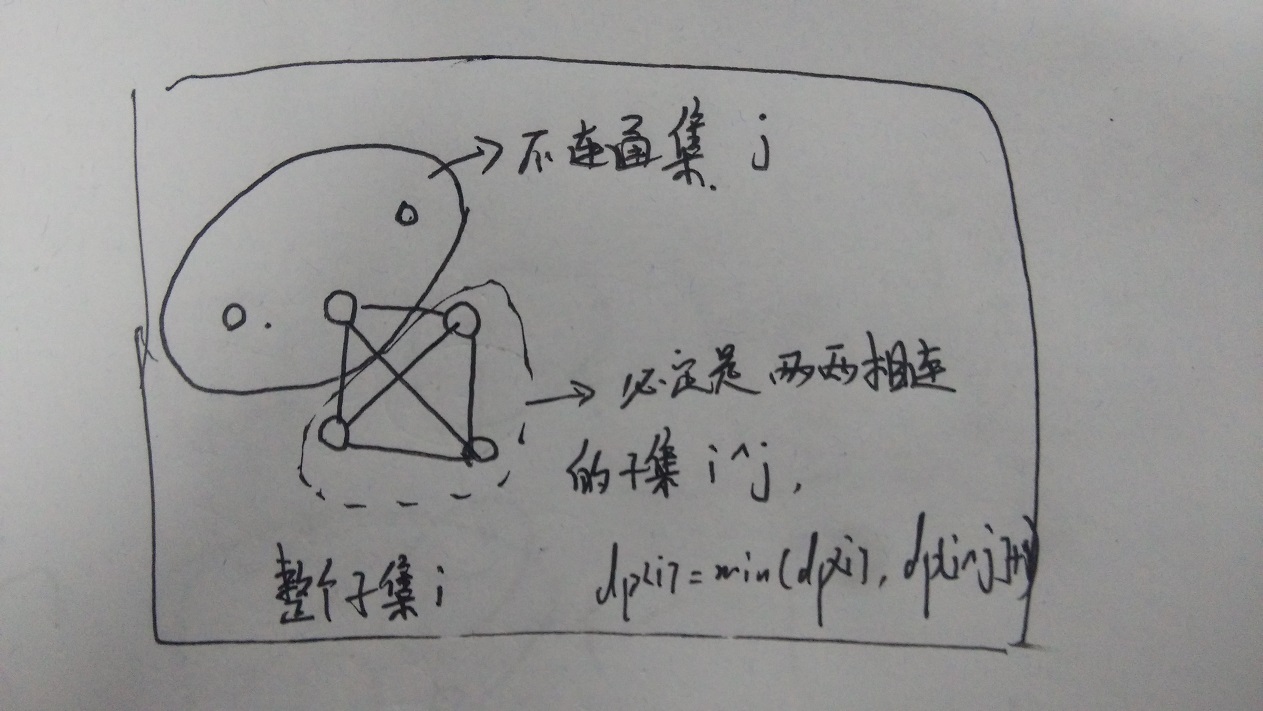 不连通集 j
必定是两两相连
的子集 i^j,
整个子集 i
dp[i] = min(dp[i], dp[i^j]+1)